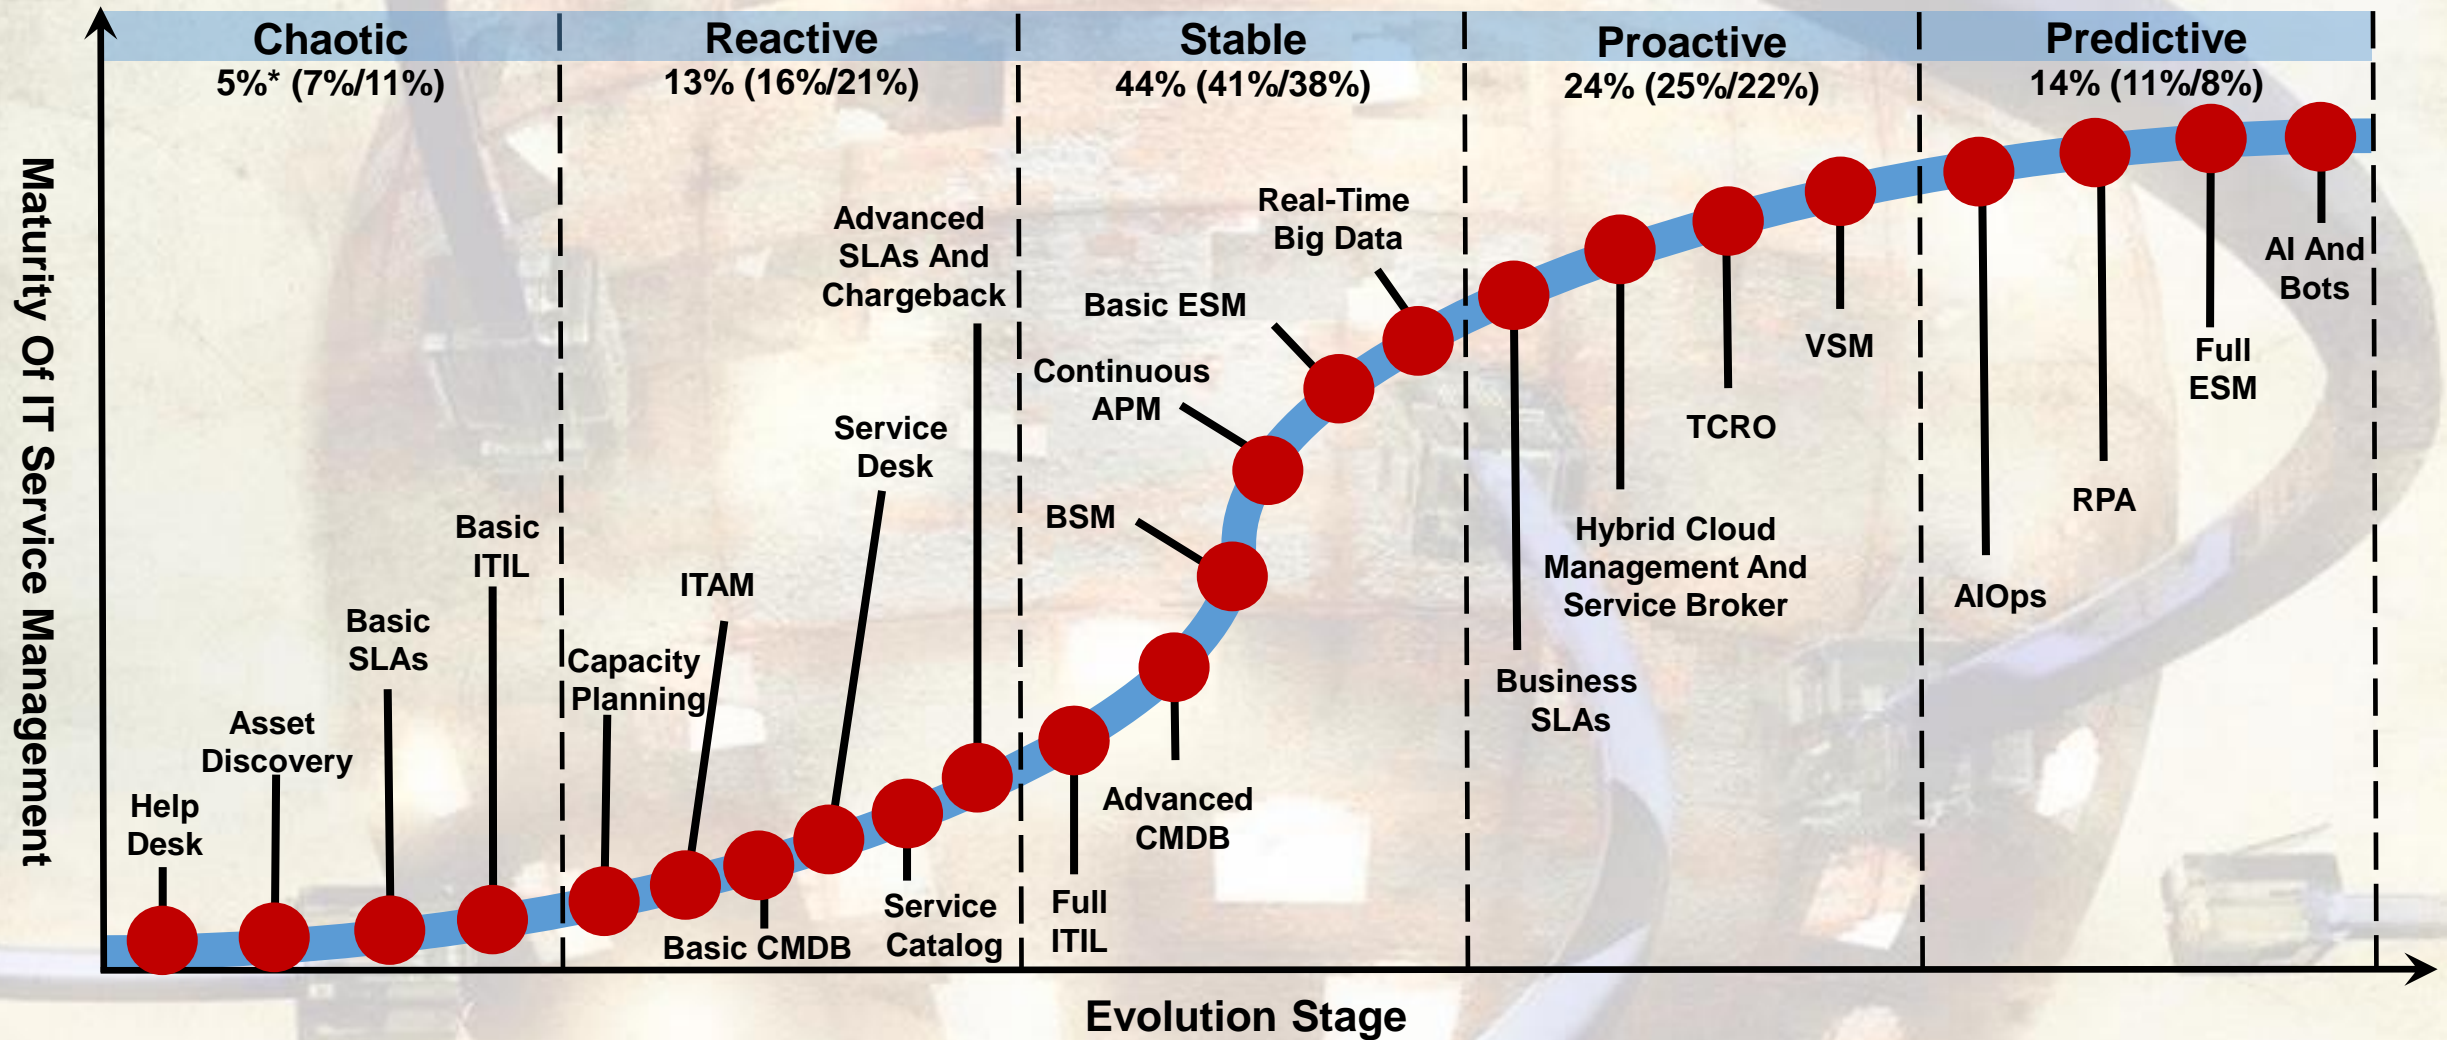 Chaotic
5%* (7%/11%)
Reactive
13% (16%/21%)
Stable
44% (41%/38%)
Proactive
24% (25%/22%)
Predictive
14% (11%/8%)
Maturity Of IT Service Management
Help
Desk
Asset
Discovery
Basic
SLAs
Basic
ITIL
Capacity
Planning
ITAM
Basic CMDB
Service
Desk
Service
Catalog
Advanced
SLAs And
Chargeback
Full
ITIL
Advanced
CMDB
BSM
Continuous
APM
Basic ESM
Real-Time
Big Data
Business
SLAs
Hybrid Cloud
Management And
Service Broker
TCRO
VSM
AIOps
RPA
Full
ESM
AI And
Bots
Evolution Stage